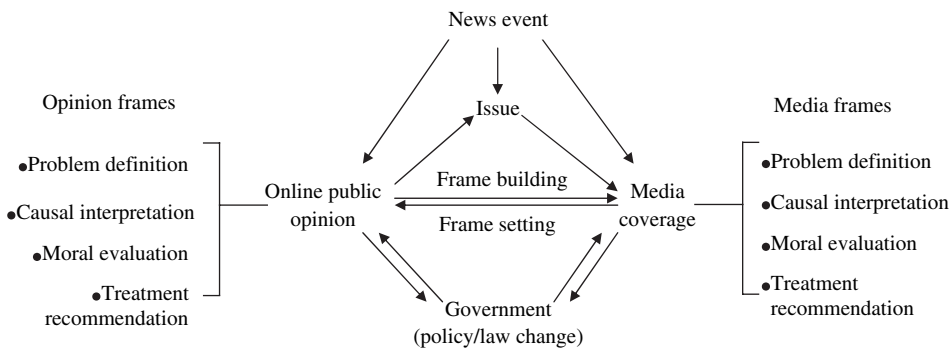 News event
Opinion frames
Media frames
Issue
●Problem definition
●Causal interpretation
●Moral evaluation
●Treatment
recommendation
Online public
opinion
Frame building
Frame setting
Media
coverage
●Problem definition
●Causal interpretation
●Moral evaluation
●Treatment
recommendation
Government
(policy/law change)